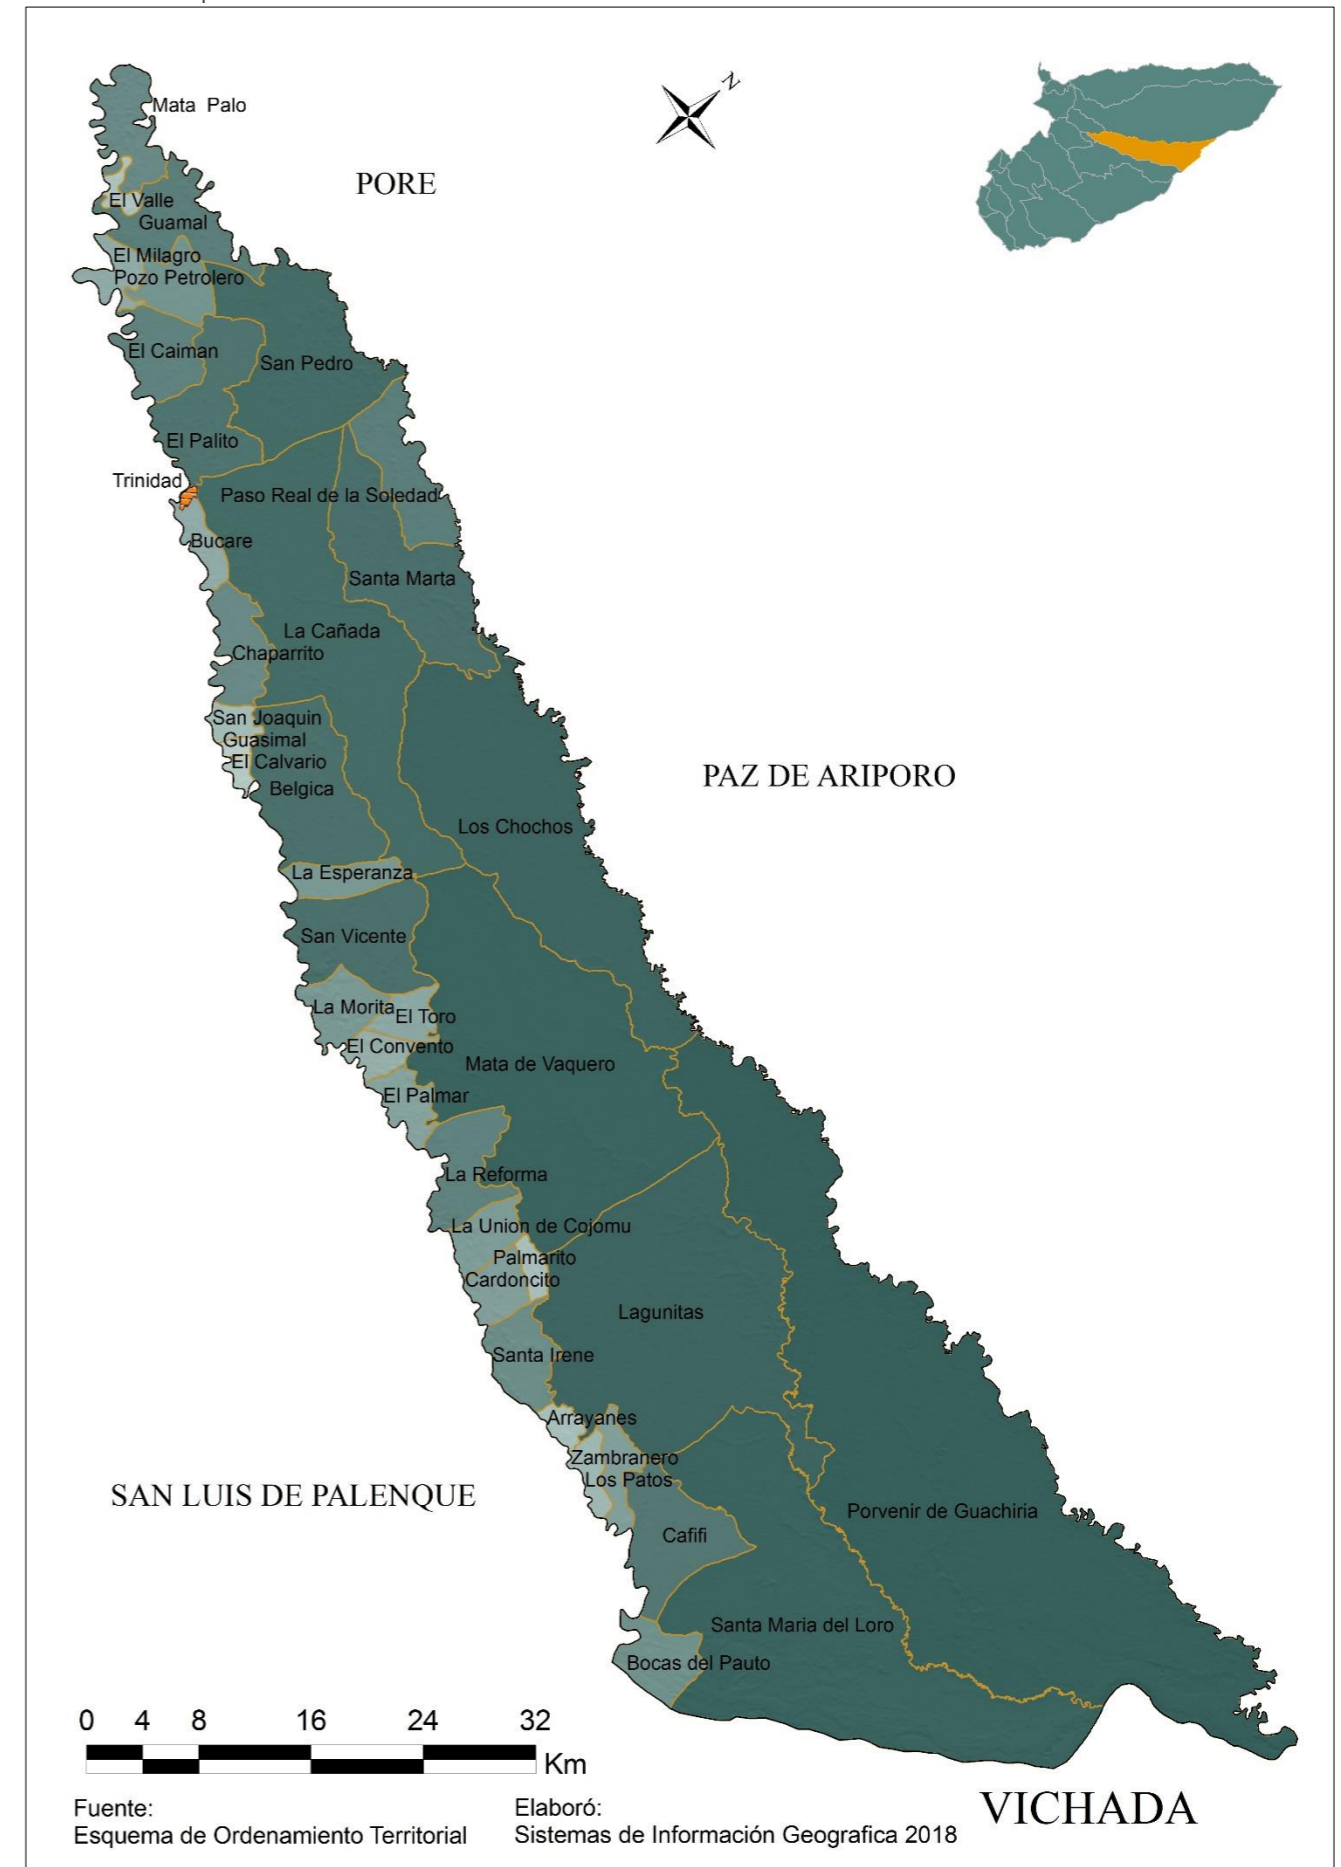 N
Mata Palo
PORE
El Valle
Guamal
El Milagro
Pozo Petrolero
El Caiman
San Pedro
El Palito
Trinidad
Paso Real de la Soledad
Bucare
Santa Marta
La Cañada
Chaparrito
San Joaquin
Guasimal
El Calvario
PAZ DE ARIPORO
Belgica
Los Chochos
La Esperanza
San Vicente
La Morita
El Toro
El Convento
Mata de Vaquero
El Palmar
La Reforma
La Union de Cojomu
Palmarito
Cardoncito
Lagunitas
Santa Irene
Arrayanes
Zambranero
Los Patos
SAN LUIS DE PALENQUE
Porvenir de Guachiria
Cafifi
Santa Maria del Loro
Bocas del Pauto
0 4 8 16 24 32
Km
VICHADA
Fuente:
Esquema de Ordenamiento Territorial
Elaboró:
Sistemas de Información Geografica 2018